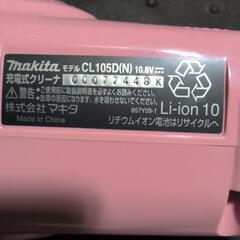 makita モデル CL105D(N) 10.8V
充電式クリーナ 00077448K
株式会社マキタ 857Y09-1
Made in China
Li-ion 10
リチウムイオン電池はリサイクルへ